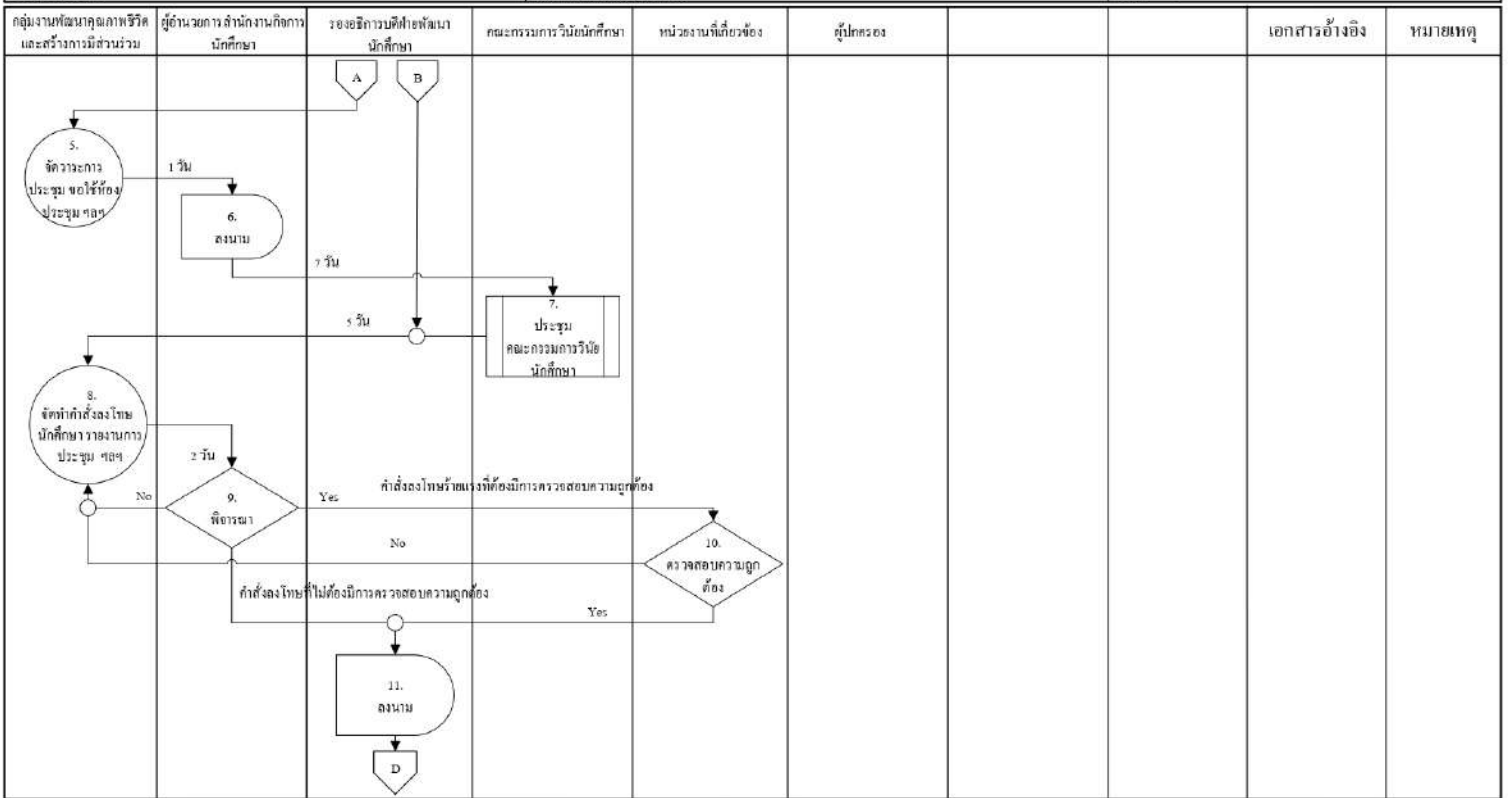 กลุ่มงานพัฒนาคุณภาพชีวิต
และสร้างการมีส่วนร่วม
ผู้อำนวยการ สำนักงานกิจการ
นักศึกษา
รองอธิการบดีฝ่ายพัฒนา
นักศึกษา
คณะกรรมการวินัยนักศึกษา
หน่วยงานที่เกี่ยวข้อง
ผู้ปกครอง
เอกสารอ้างอิง
หมายเหตุ
A
B
5.
จัดวาระการ
ประชุม ขอใช้ห้อง
ประชุม ฯลฯ
1 วัน
6.
ลงนาม
7 วัน
7.
ประชุม
คณะกรรมการวินัย
นักศึกษา
5 วัน
8.
จัดทำคำสั่งลงโทษ
นักศึกษา รายงานการ
ประชุม ฯลฯ
2 วัน
No
9.
พิจารณา
Yes
คำสั่งลงโทษร้ายแรงที่ต้องมีการตรวจสอบความถูกต้อง
No
10.
ตรวจสอบความถูก
ต้อง
คำสั่งลงโทษที่ไม่ต้องมีการตรวจสอบความถูกต้อง
Yes
11.
ลงนาม
D